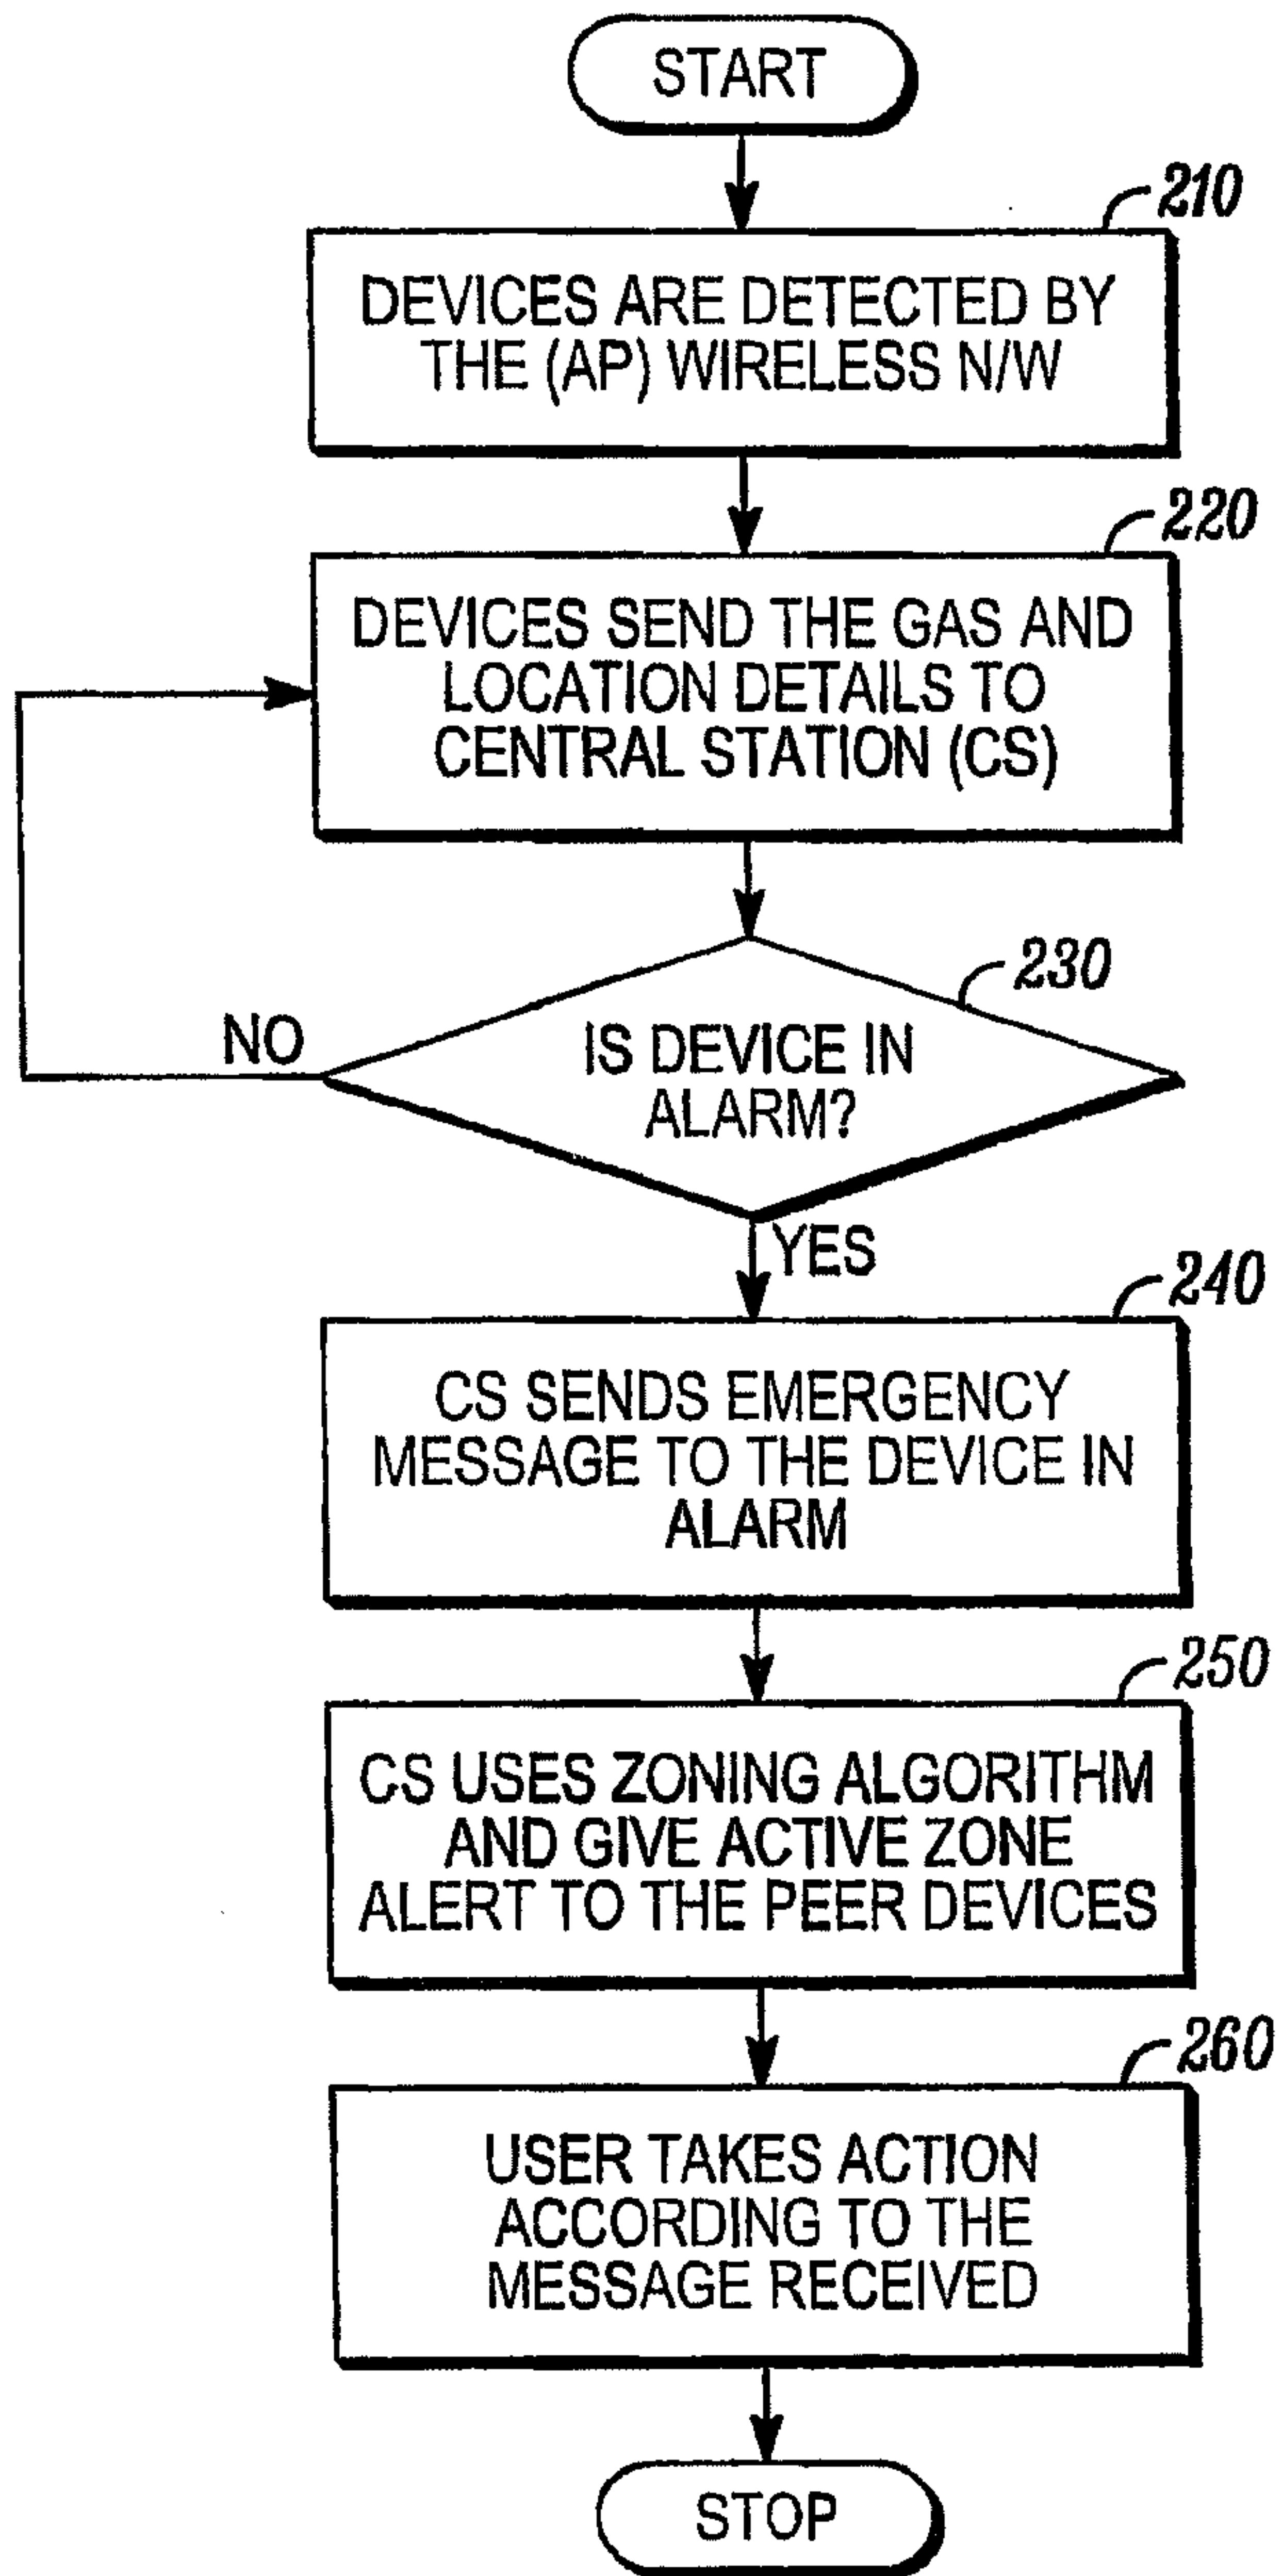 START
210
DEVICES ARE DETECTED BY
THE (AP) WIRELESS N/W
220
DEVICES SEND THE GAS AND
LOCATION DETAILS TO
CENTRAL STATION (CS)
230
IS DEVICE IN
ALARM?
NO
YES
240
CS SENDS EMERGENCY
MESSAGE TO THE DEVICE IN
ALARM
250
CS USES ZONING ALGORITHM
AND GIVE ACTIVE ZONE
ALERT TO THE PEER DEVICES
260
USER TAKES ACTION
ACCORDING TO THE
MESSAGE RECEIVED
STOP